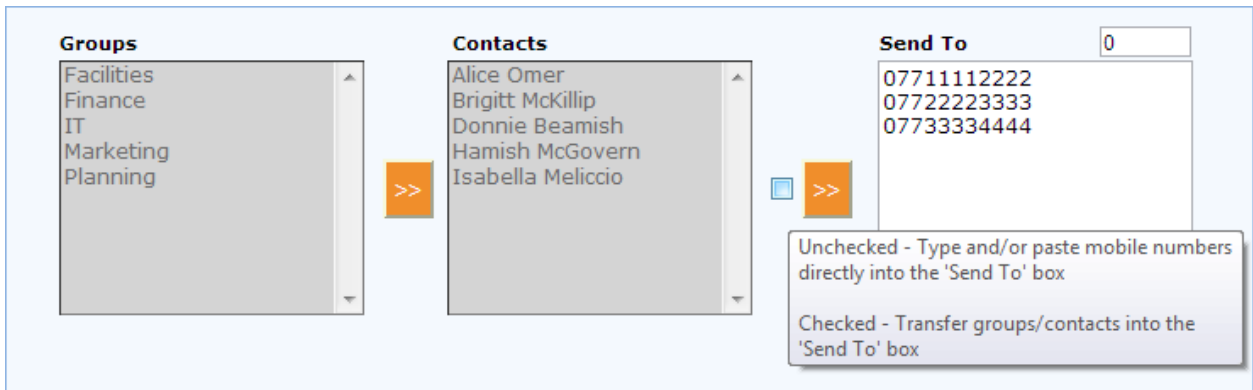 Groups
Facilities
Finance
IT
Marketing
Planning
>>
Contacts
Alice Omer
Brigitt McKillip
Donnie Beamish
Hamish McGovern
Isabella Meliccio
>>
Send To
0
07711112222
07722223333
07733334444
Unchecked - Type and/or paste mobile numbers
directly into the 'Send To' box
Checked - Transfer groups/contacts into the
'Send To' box